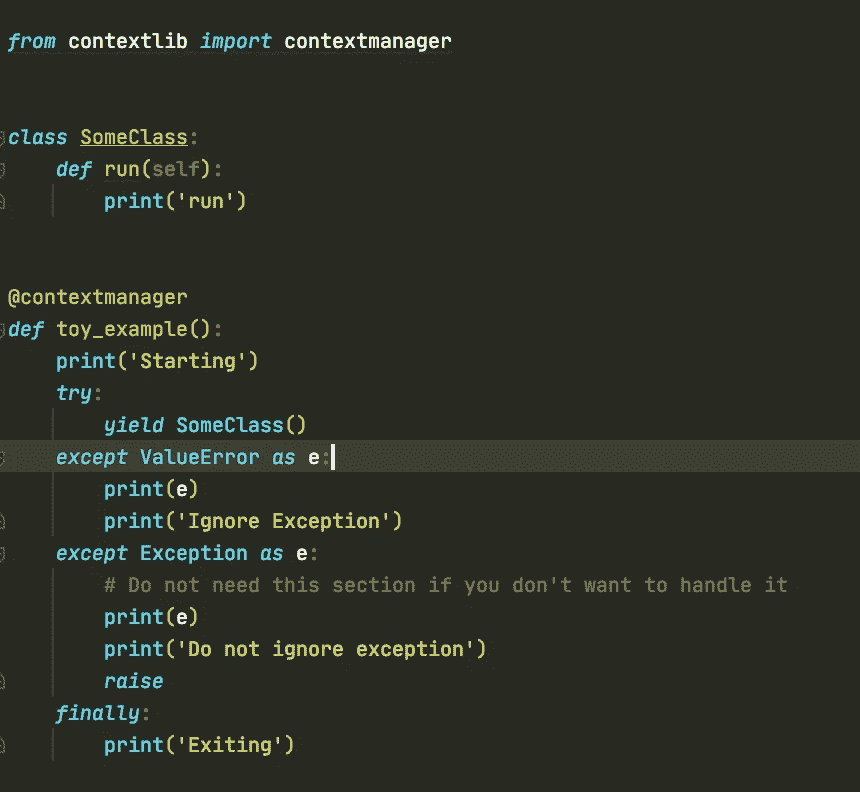 from contextlib import contextmanager
class SomeClass:
    def run(self):
        print('run')
@contextmanager
def toy_example():
    print('Starting')
    try:
        yield SomeClass()
    except ValueError as e:
        print(e)
        print('Ignore Exception')
    except Exception as e:
        # Do not need this section if you don't want to handle it
        print(e)
        print('Do not ignore exception')
        raise
    finally:
        print('Exiting')